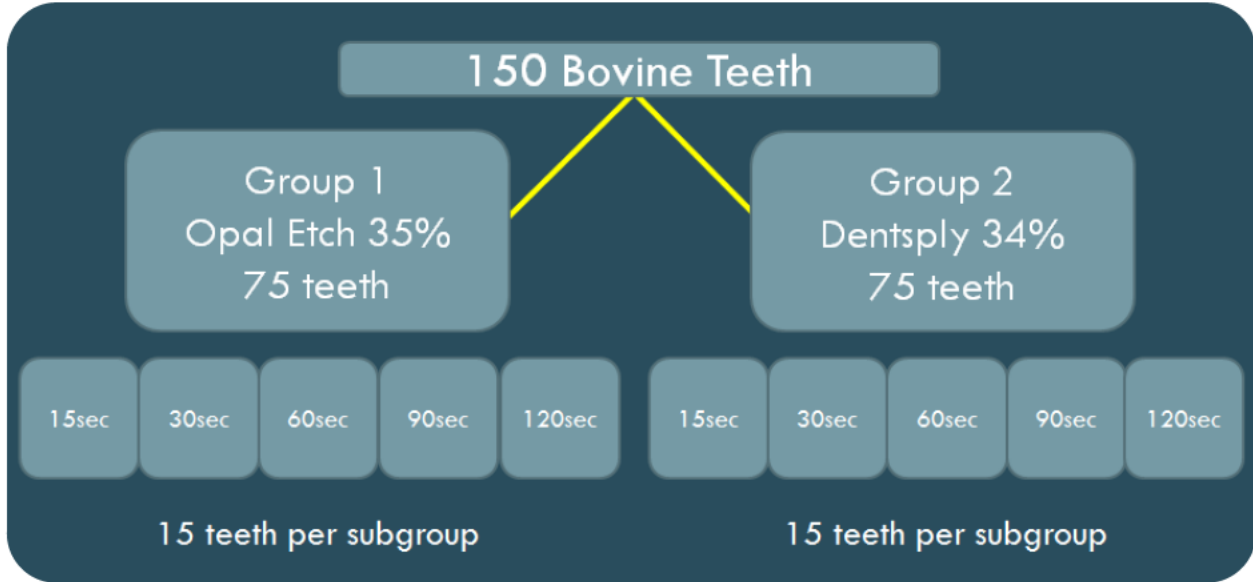 150 Bovine Teeth
Group 1
Opal Etch 35%
75 teeth
Group 2
Dentsply 34%
75 teeth
15sec 30sec 60sec 90sec 120sec
15sec 30sec 60sec 90sec 120sec
15 teeth per subgroup
15 teeth per subgroup